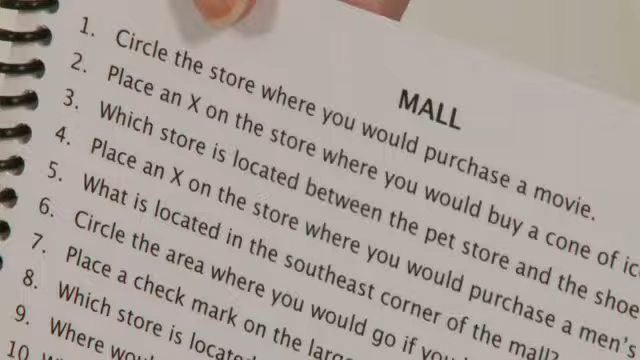 MALL
1. Circle the store where you would purchase a movie.
2. Place an X on the store where you would buy a cone of
3. Which store is located between the pet store and the shoe
4. Place an X on the store where you would purchase a men's
5. What is located in the southeast corner of the mall?
6. Circle the area where you would go if you
7. Place a check mark on the
8. Which store is
9. Where
10